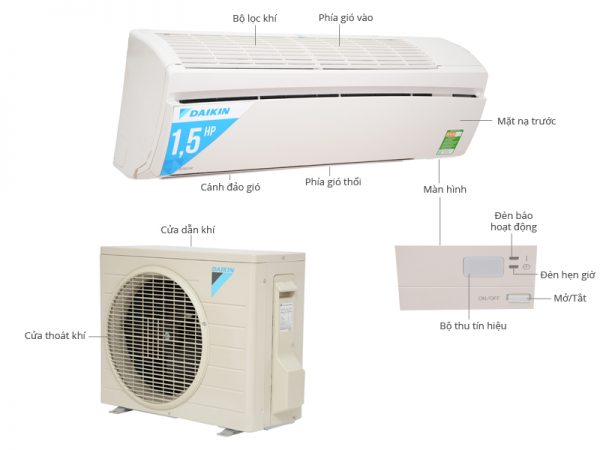 Bộ lọc khí
Phía gió vào
DAIKIN
1,5 HP
Mặt nạ trước
Cánh đảo gió
Phía gió thổi
Màn hình
Cửa dẫn khí
Đèn báo
hoạt động
DAIKIN
Đèn hẹn giờ
ON/OFF
Mở/Tắt
Cửa thoát khí
Bộ thu tín hiệu